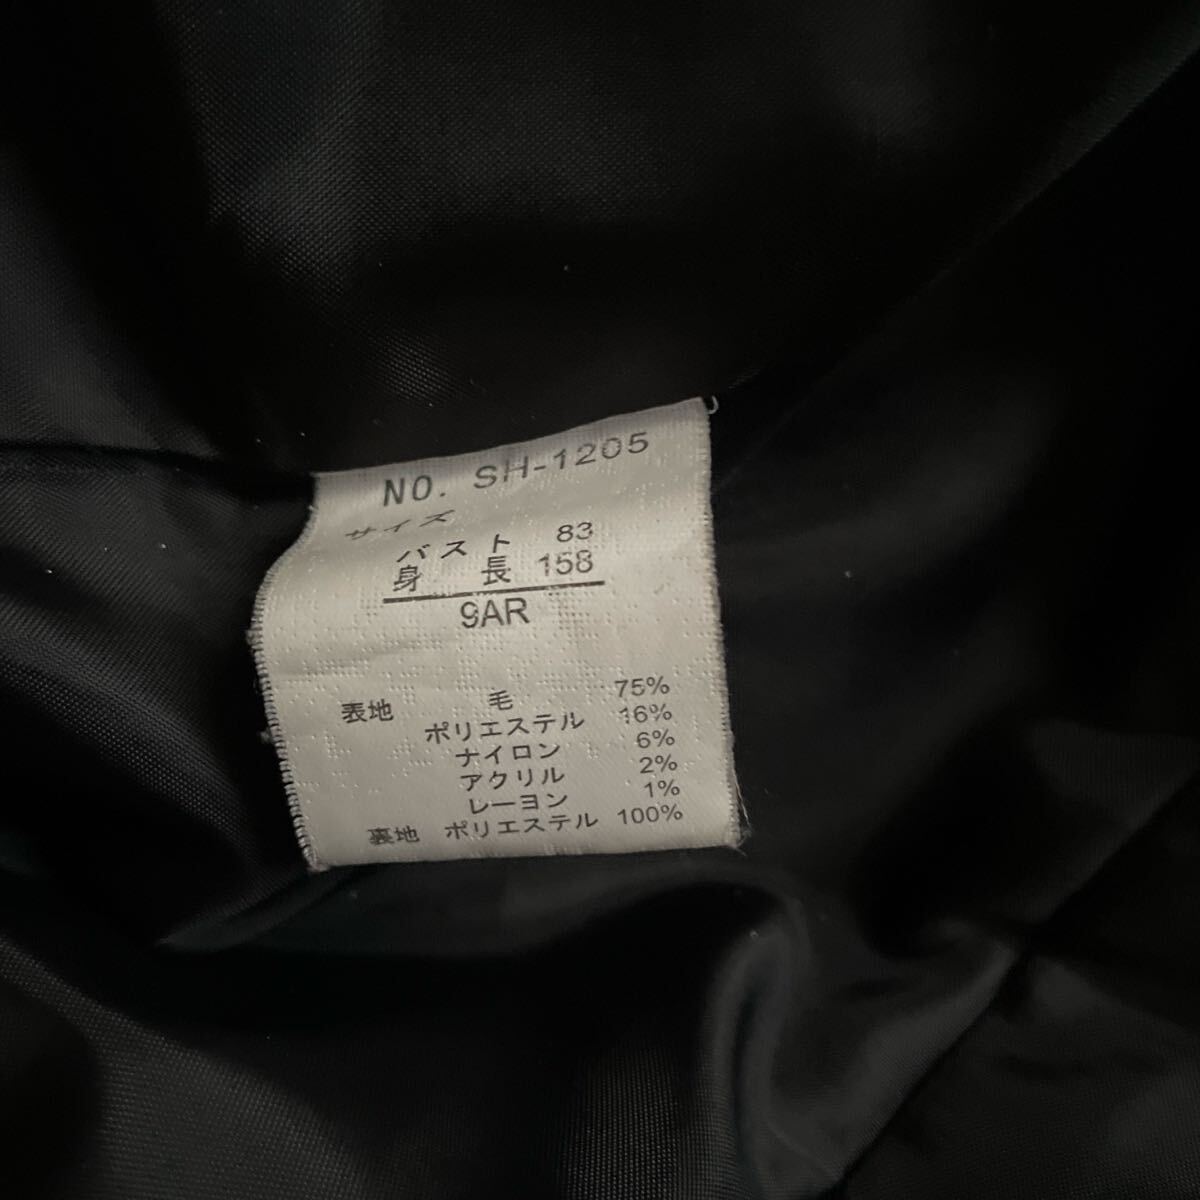 NO. SH-1205
サイズ
バスト 83
身長 158
9AR
表地 毛 75%
ポリエステル 16%
ナイロン 6%
アクリル 2%
レーヨン 1%
裏地 ポリエステル 100%